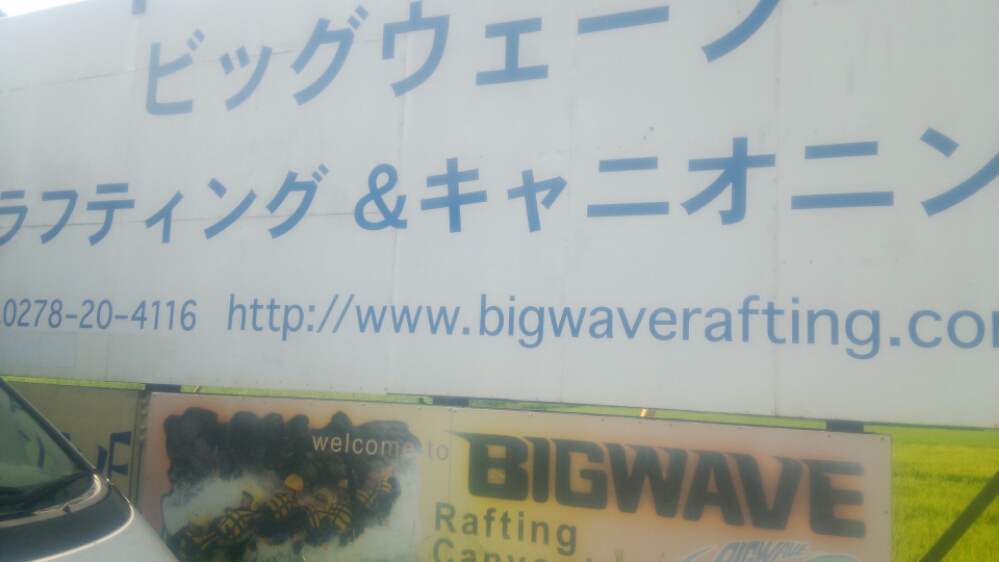 ビッグウェーブ
ラフティング&キャニオニン
.0278-20-4116 http://www.bigwaverafting.co
welcome to BIGWAVE
Rafting
BIGWAVE